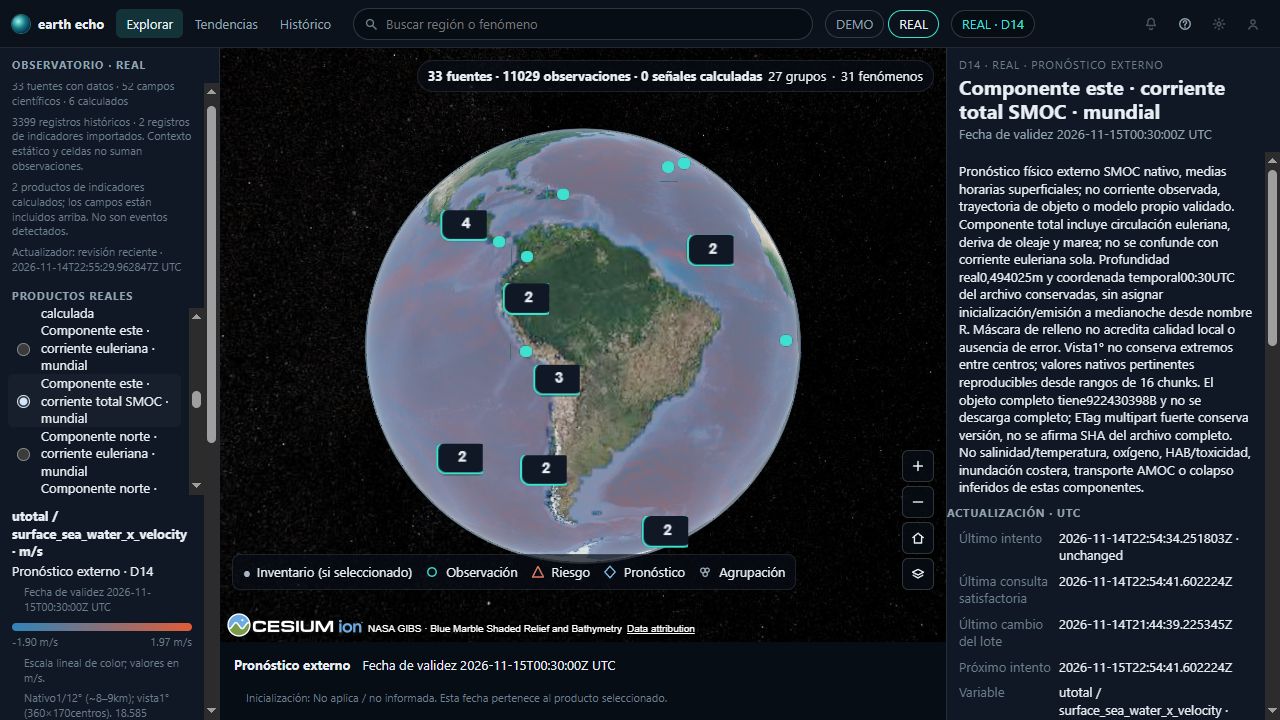 earth echo
Explorar
Tendencias
Histórico
Buscar región o fenómeno
DEMO
REAL
REAL · D14
OBSERVATORIO · REAL
33 fuentes con datos · 52 campos
científicos · 6 calculados
3399 registros históricos · 2 registros
de indicadores importados. Contexto
estático y celdas no suman
observaciones.
2 productos de indicadores
calculados; los campos están
incluidos arriba. No son eventos
detectados.
Actualizador: revisión reciente ·
2026-11-14T22:55:29.962847Z UTC
PRODUCTOS REALES
calculada
Componente este ·
corriente euleriana ·
mundial
Componente este ·
corriente total SMOC ·
mundial
Componente norte ·
corriente euleriana ·
mundial
Componente norte ·
utotal /
surface_sea_water_x_velocity
· m/s
Pronóstico externo · D14
Fecha de validez 2026-11-
15T00:30:00Z UTC
-1.90 m/s
1.97 m/s
Escala lineal de color; valores en
m/s.
Nativo1/12° (~8–9km); vista1°
(360×170centros). 18.585
33 fuentes · 11029 observaciones · 0 señales calculadas 27 grupos · 31 fenómenos
4
2
2
3
2
2
2
+
−
Inventario (si seleccionado)
Observación
Riesgo
Pronóstico
Agrupación
CESIUM ion
NASA GIBS · Blue Marble Shaded Relief and Bathymetry Data attribution
Pronóstico externo Fecha de validez 2026-11-15T00:30:00Z UTC
Inicialización: No aplica / no informada. Esta fecha pertenece al producto seleccionado.
D14 · REAL · PRONÓSTICO EXTERNO
Componente este · corriente
total SMOC · mundial
Fecha de validez 2026-11-15T00:30:00Z UTC
Pronóstico físico externo SMOC nativo, medias
horarias superficiales; no corriente observada,
trayectoria de objeto o modelo propio validado.
Componente total incluye circulación euleriana,
deriva de oleaje y marea; no se confunde con
corriente euleriana sola. Profundidad
real0,494025m y coordenada temporal00:30UTC
del archivo conservadas, sin asignar
inicialización/emisión a medianoche desde nombre
R. Máscara de relleno no acredita calidad local o
ausencia de error. Vista1° no conserva extremos
entre centros; valores nativos pertinentes
reproducibles desde rangos de 16 chunks. El
objeto completo tiene922430398B y no se
descarga completo; ETag multipart fuerte conserva
versión, no se afirma SHA del archivo completo.
No salinidad/temperatura, oxígeno, HAB/toxicidad,
inundación costera, transporte AMOC o colapso
inferidos de estas componentes.
ACTUALIZACIÓN · UTC
Último intento
2026-11-14T22:54:34.251803Z ·
unchanged
Última consulta
satisfactoria
2026-11-14T22:54:41.602224Z
Último cambio
del lote
2026-11-14T21:44:39.225345Z
Próximo intento
2026-11-15T22:54:41.602224Z
Variable
utotal /
surface_sea_water_x_velocity ·